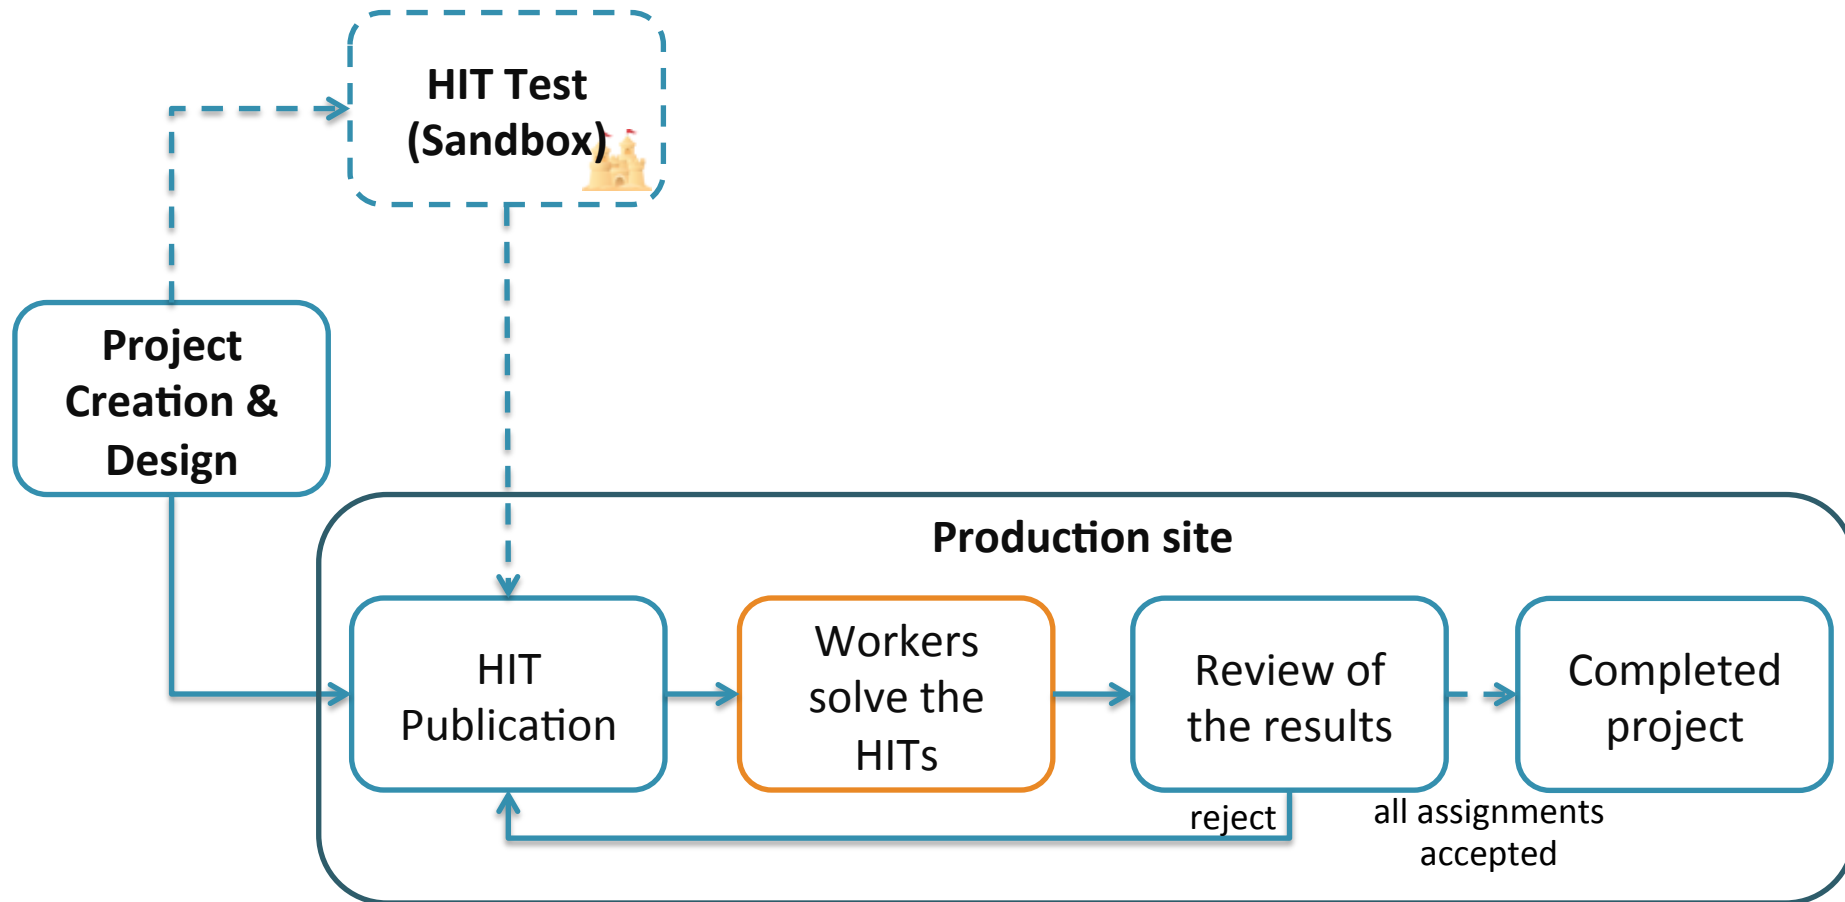 HIT Test
(Sandbox)
Project
Creation &
Design
Production site
HIT
Publication
Workers
solve the
HITs
Review of
the results
Completed
project
reject
all assignments
accepted